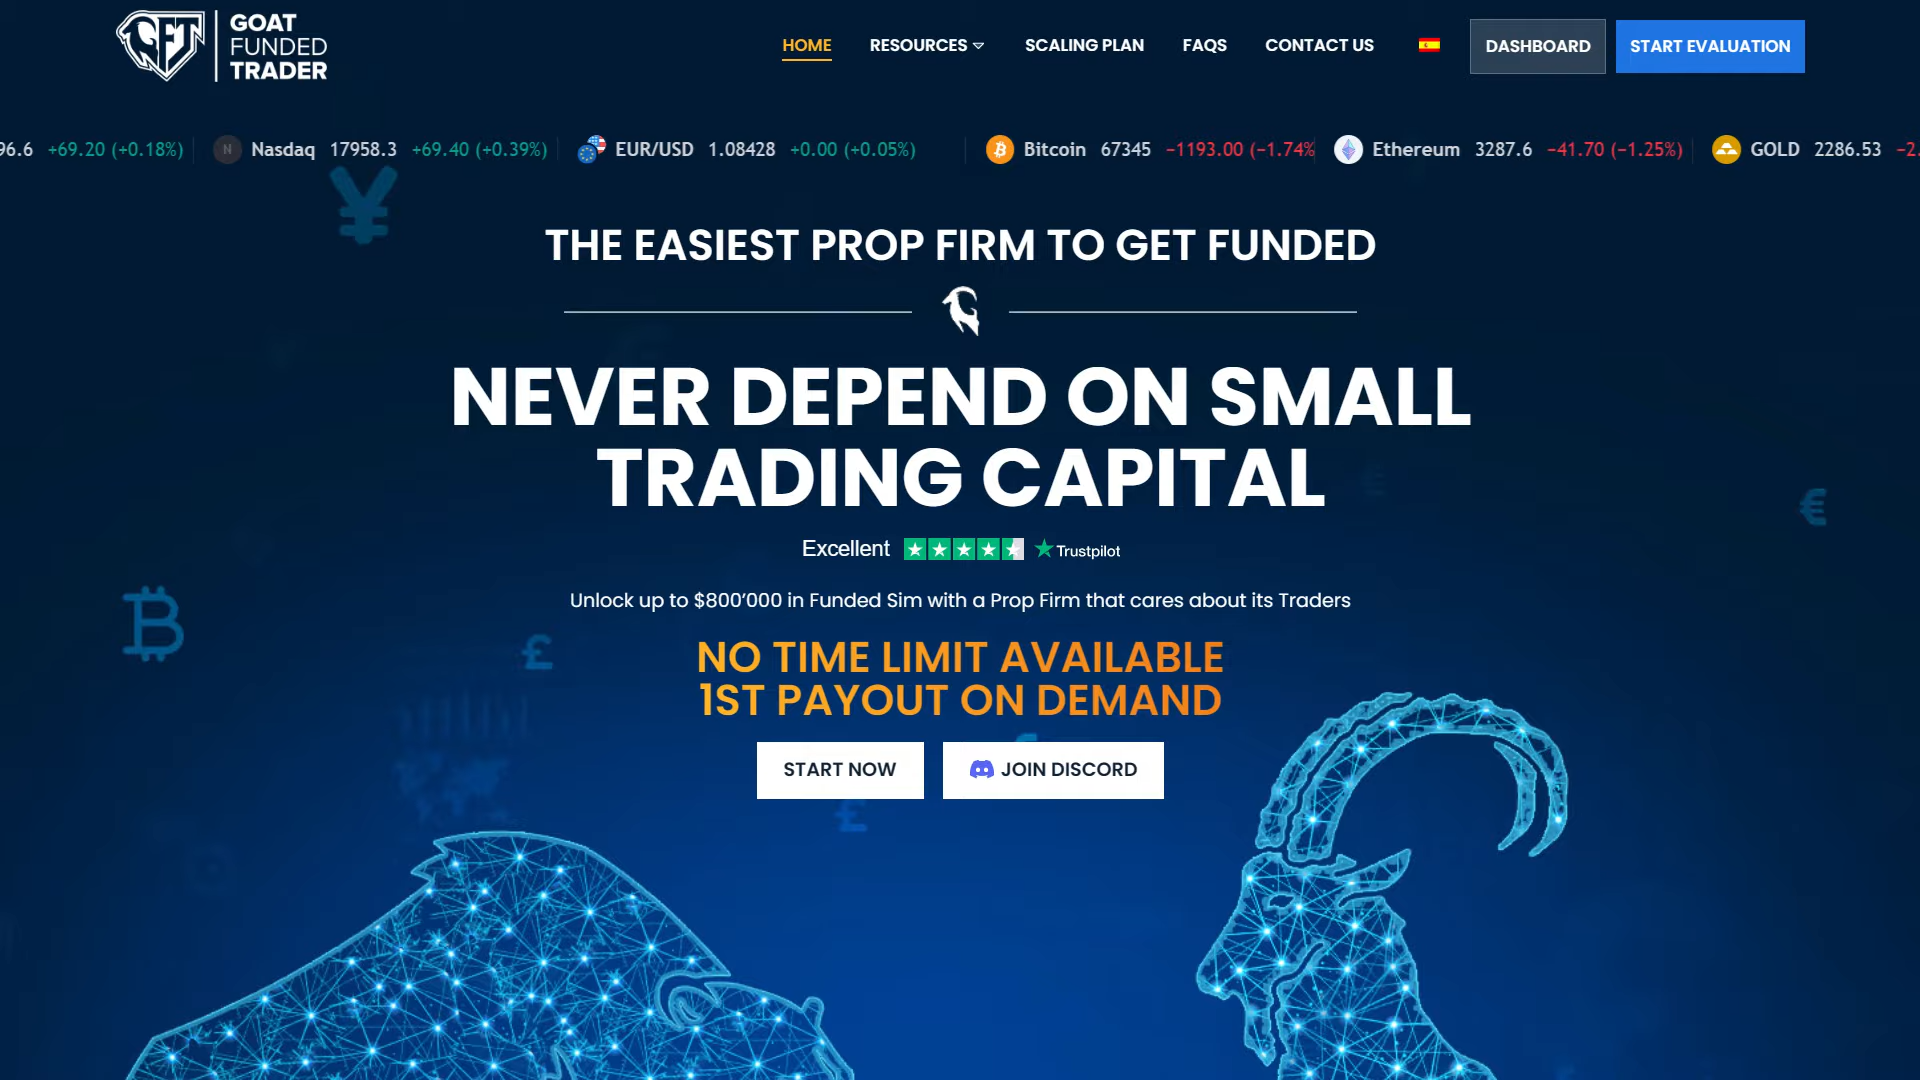 GFT
GOAT
FUNDED
TRADER
HOME
RESOURCES
SCALING PLAN
FAQS
CONTACT US
DASHBOARD
START EVALUATION
96.6 +69.20 (+0.18%)
N Nasdaq 17958.3 +69.40 (+0.39%)
EUR/USD 1.08428 +0.00 (+0.05%)
Bitcoin 67345 −1193.00 (−1.74%
Ethereum 3287.6 −41.70 (−1.25%)
GOLD 2286.53 −2.
THE EASIEST PROP FIRM TO GET FUNDED
NEVER DEPEND ON SMALL
TRADING CAPITAL
Excellent Trustpilot
Unlock up to $800’000 in Funded Sim with a Prop Firm that cares about its Traders
NO TIME LIMIT AVAILABLE
1ST PAYOUT ON DEMAND
START NOW
JOIN DISCORD